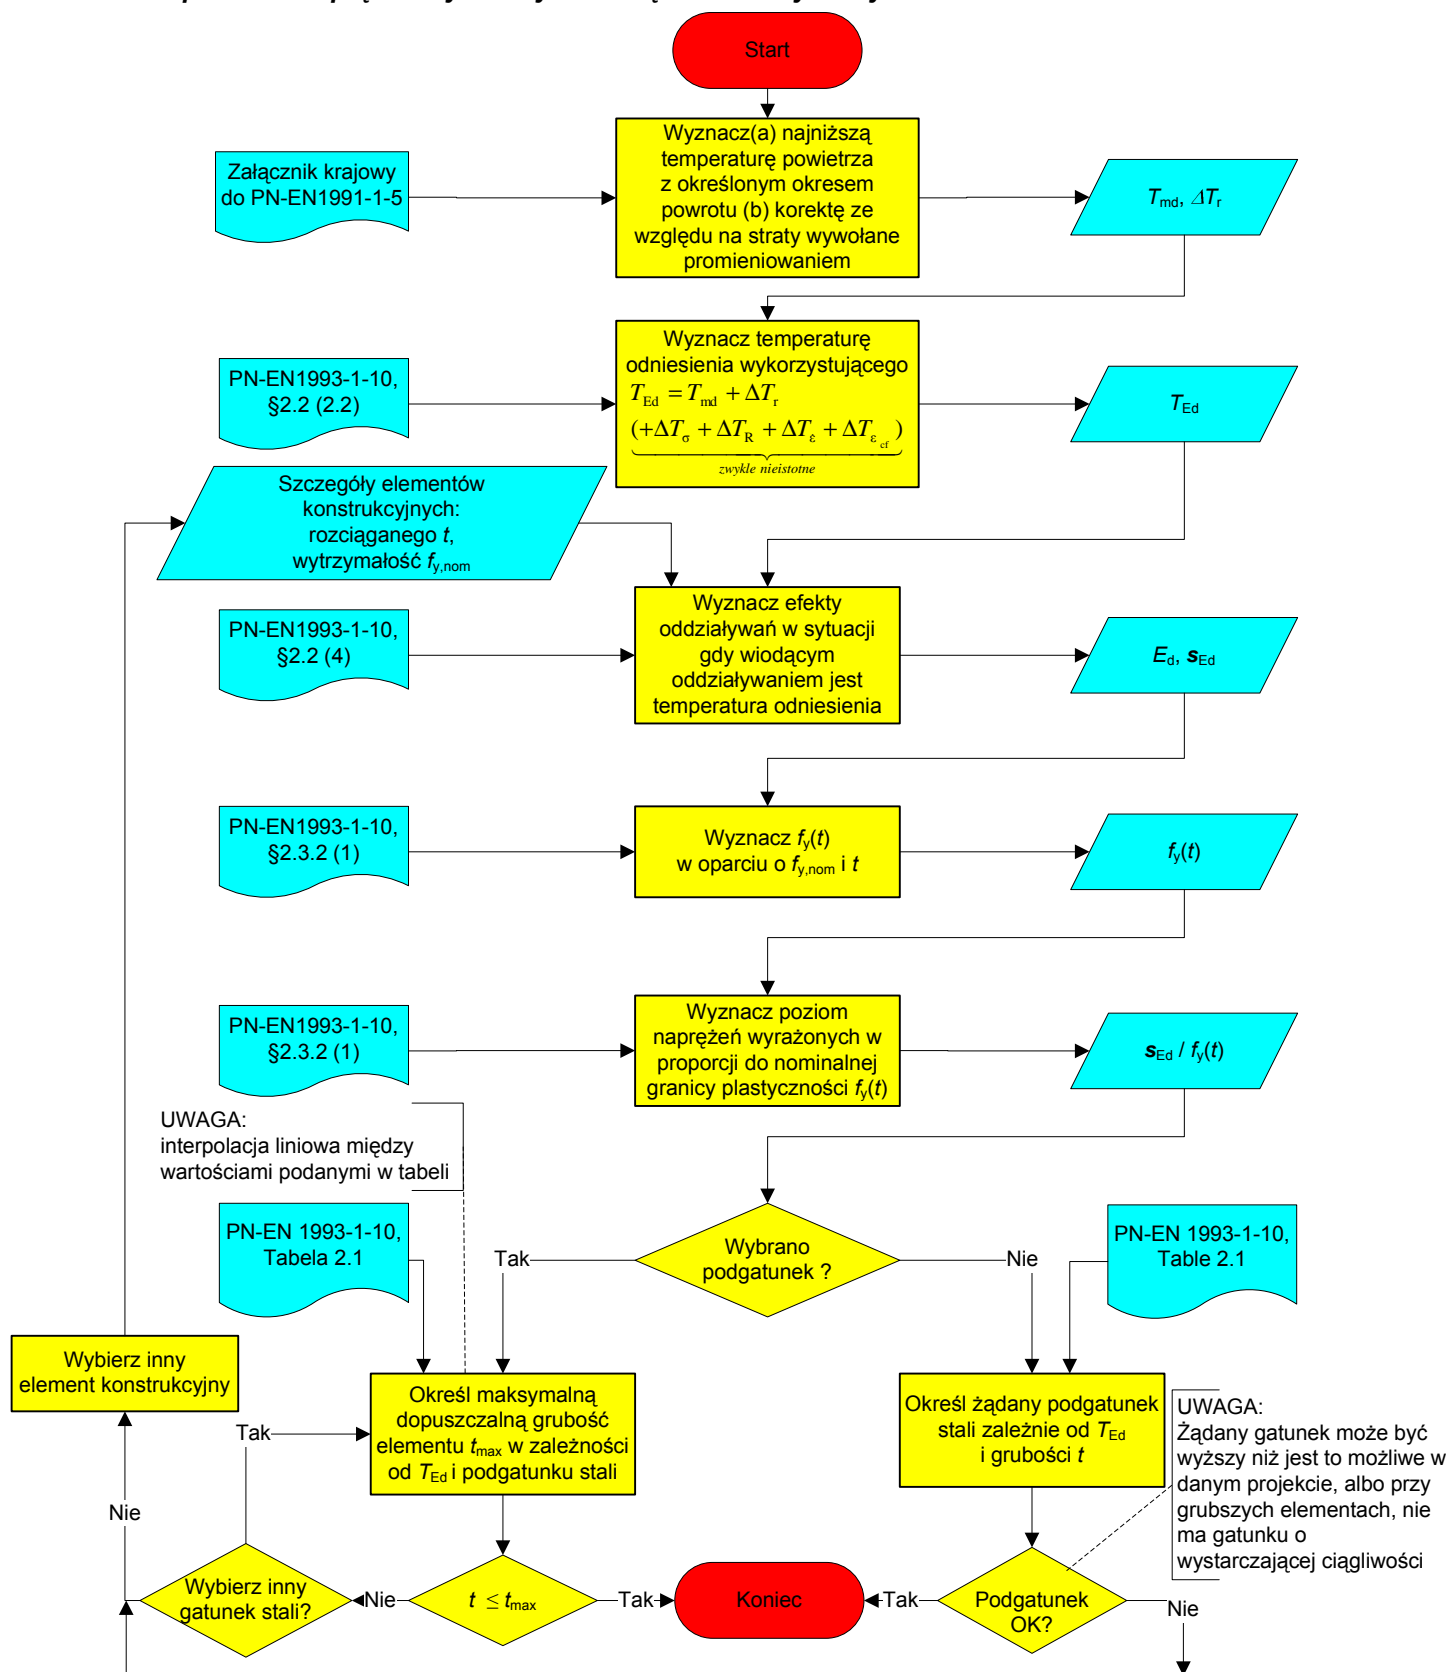 Start
Wyznacz(a) najniższą
temperaturę powietrza
z określonym okresem
powrotu (b) korektę ze
względu na straty wywołane
promieniowaniem
Załącznik krajowy
do PN-EN1991-1-5
Tmd, ΔTr
Wyznacz temperaturę
odniesienia wykorzystującego
TEd = Tmd + ΔTr
(+ΔTσ + ΔTR + ΔTε̇ + ΔTεcf)
zwykle nieistotne
PN-EN1993-1-10,
§2.2 (2.2)
TEd
Szczegóły elementów
konstrukcyjnych:
rozciąganego t,
wytrzymałość fy,nom
Wyznacz efekty
oddziaływań w sytuacji
gdy wiodącym
oddziaływaniem jest
temperatura odniesienia
PN-EN1993-1-10,
§2.2 (4)
Ed, sEd
PN-EN1993-1-10,
§2.3.2 (1)
Wyznacz fy(t)
w oparciu o fy,nom i t
fy(t)
PN-EN1993-1-10,
§2.3.2 (1)
Wyznacz poziom
naprężeń wyrażonych w
proporcji do nominalnej
granicy plastyczności fy(t)
sEd / fy(t)
UWAGA:
interpolacja liniowa między
wartościami podanymi w tabeli
PN-EN 1993-1-10,
Tabela 2.1
Tak
Wybrano
podgatunek ?
Nie
PN-EN 1993-1-10,
Table 2.1
Wybierz inny
element konstrukcyjny
Określ maksymalną
dopuszczalną grubość
elementu tmax w zależności
od TEd i podgatunku stali
Określ żądany podgatunek
stali zależnie od TEd
i grubości t
UWAGA:
Żądany gatunek może być
wyższy niż jest to możliwe w
danym projekcie, albo przy
grubszych elementach, nie
ma gatunku o
wystarczającej ciągliwości
Tak
Nie
Wybierz inny
gatunek stali?
Nie
t ≤ tmax
Tak
Koniec
Tak
Podgatunek
OK?
Nie